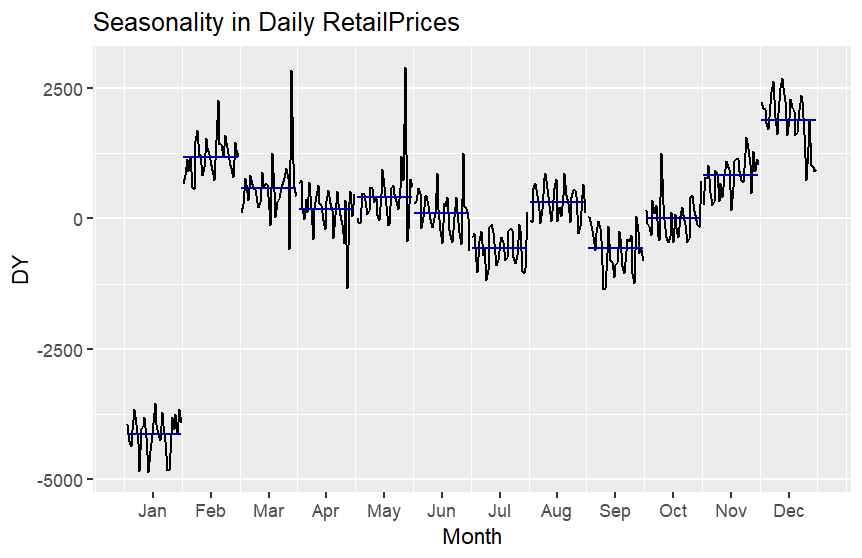 Seasonality in Daily RetailPrices
2500
0
-2500
-5000
DY
Jan Feb Mar Apr May Jun Jul Aug Sep Oct Nov Dec
Month